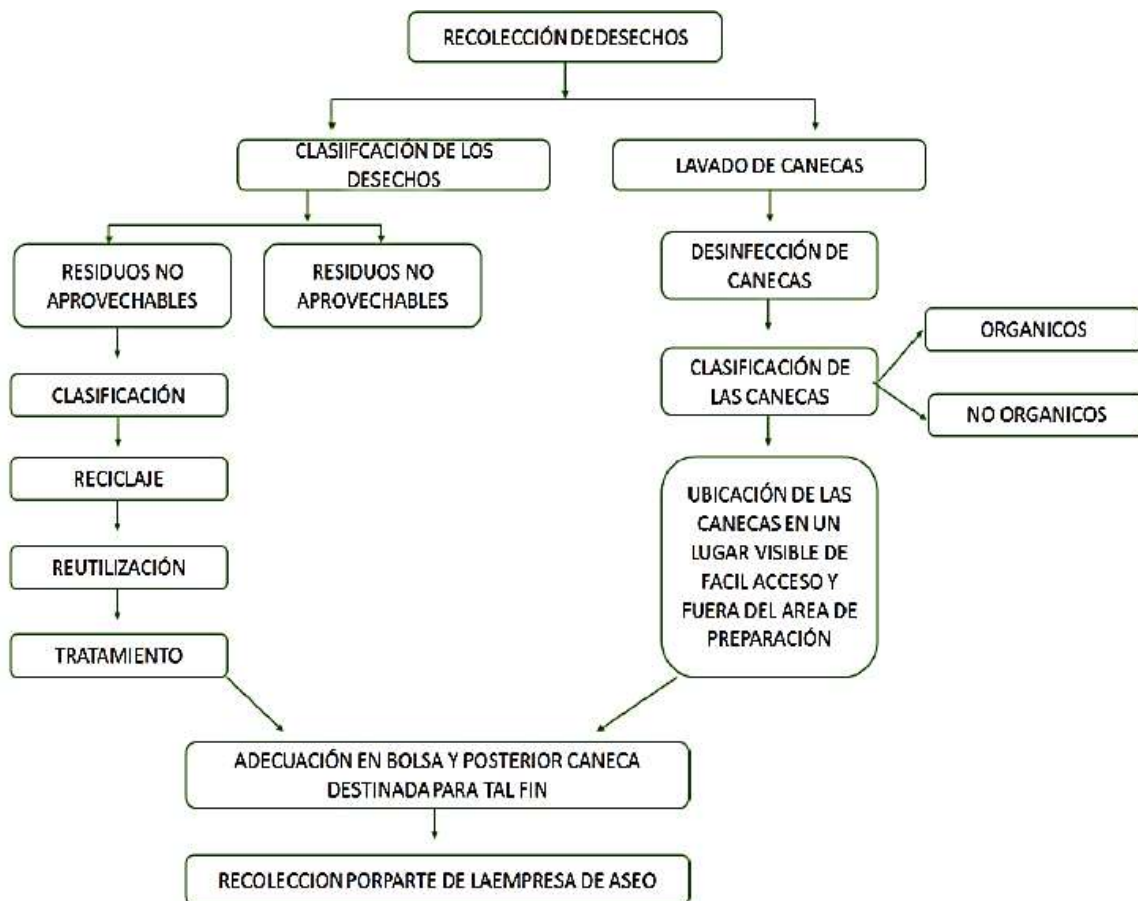 RECOLECCIÓN DEDESECHOS
CLASIIFCACIÓN DE LOS
DESECHOS
LAVADO DE CANECAS
RESIDUOS NO
APROVECHABLES
RESIDUOS NO
APROVECHABLES
DESINFECCIÓN DE
CANECAS
CLASIFICACIÓN
CLASIFICACIÓN DE
LAS CANECAS
ORGANICOS
NO ORGANICOS
RECICLAJE
REUTILIZACIÓN
TRATAMIENTO
UBICACIÓN DE LAS
CANECAS EN UN
LUGAR VISIBLE DE
FACIL ACCESO Y
FUERA DEL AREA DE
PREPARACIÓN
ADECUACIÓN EN BOLSA Y POSTERIOR CANECA
DESTINADA PARA TAL FIN
RECOLECCION PORPARTE DE LAEMPRESA DE ASEO